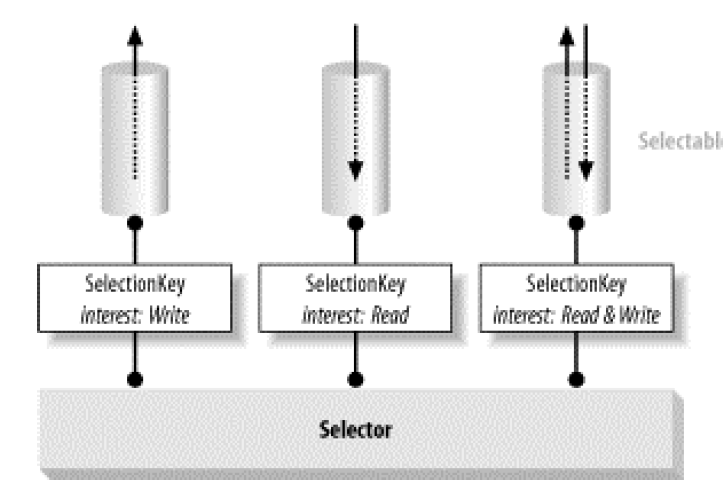 Selectabl
SelectionKey
interest: Write
SelectionKey
interest: Read
SelectionKey
interest: Read & Write
Selector